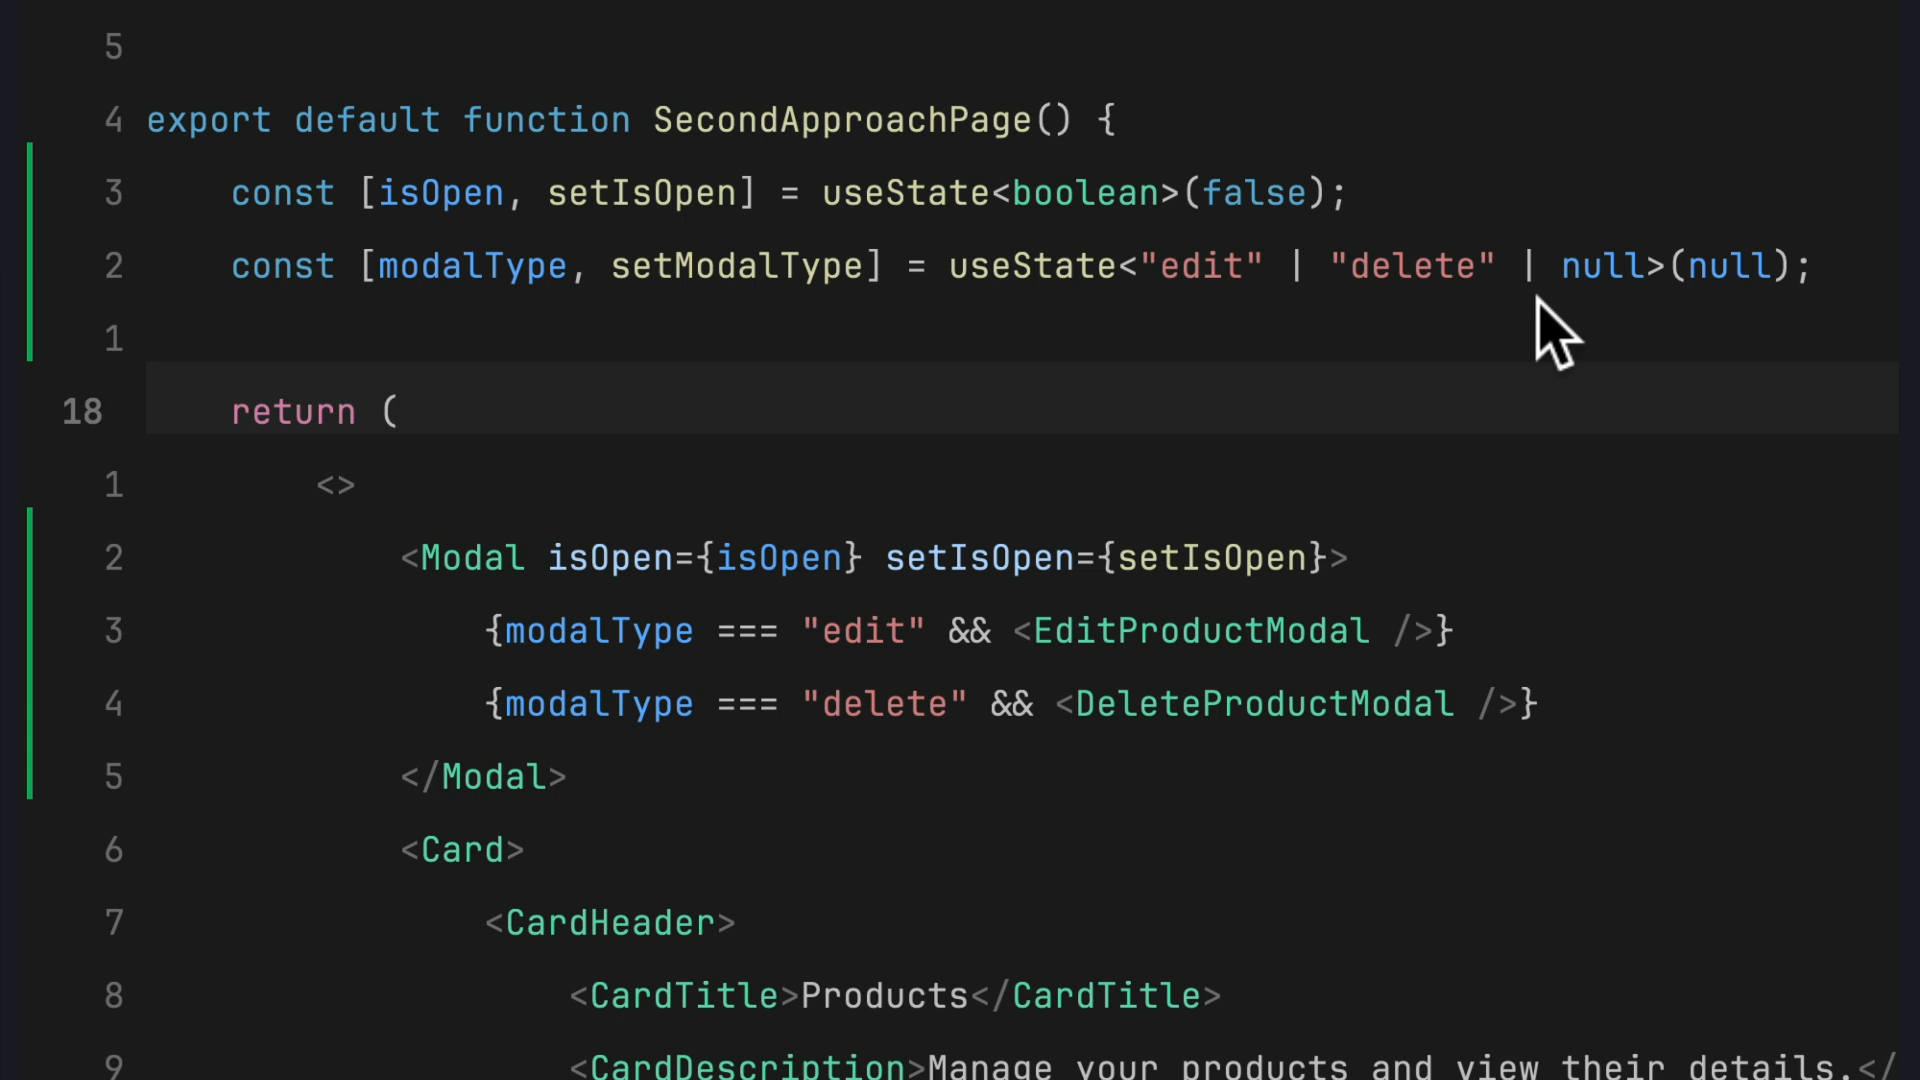 5
4 export default function SecondApproachPage() {
3 const [isOpen, setIsOpen] = useState<boolean>(false);
2 const [modalType, setModalType] = useState<"edit" | "delete" | null>(null);
1
18 return (
1 <>
2 <Modal isOpen={isOpen} setIsOpen={setIsOpen}>
3 {modalType === "edit" && <EditProductModal />}
4 {modalType === "delete" && <DeleteProductModal />}
5 </Modal>
6 <Card>
7 <CardHeader>
8 <CardTitle>Products</CardTitle>
9 <CardDescription>Manage your products and view their details.</